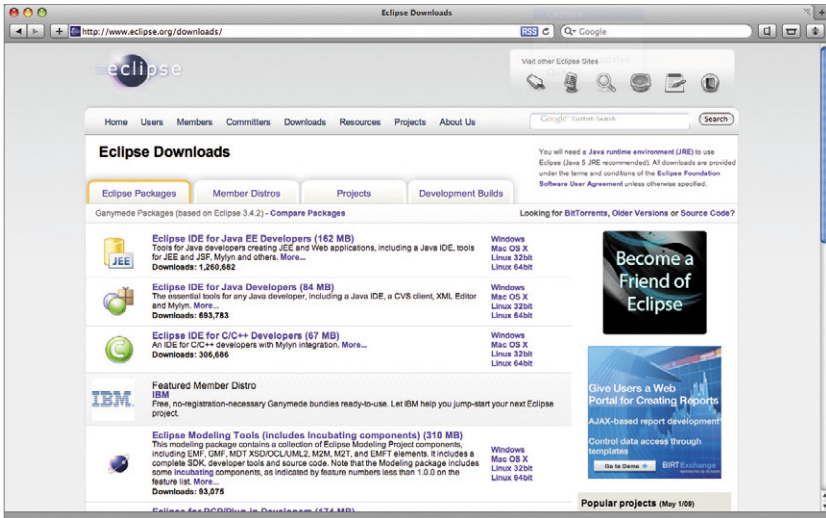 Eclipse Downloads
http://www.eclipse.org/downloads/
RSS
Google
eclipse
Visit other Eclipse Sites
Home Users Members Committers Downloads Resources Projects About Us
Google™ Custom Search
Search
Eclipse Downloads
You will need a Java runtime environment (JRE) to use
Eclipse (Java 5 JRE recommended). All downloads are provided
under the terms and conditions of the Eclipse Foundation
Software User Agreement unless otherwise specified.
Eclipse Packages Member Distros Projects Development Builds
Ganymede Packages (based on Eclipse 3.4.2) - Compare Packages
Looking for BitTorrents, Older Versions or Source Code?
JEE
Eclipse IDE for Java EE Developers (162 MB)
Tools for Java developers creating JEE and Web applications, including a Java IDE, tools
for JEE and JSF, Mylyn and others. More...
Downloads: 1,260,682
Windows
Mac OS X
Linux 32bit
Linux 64bit
Eclipse IDE for Java Developers (84 MB)
The essential tools for any Java developer, including a Java IDE, a CVS client, XML Editor
and Mylyn. More...
Downloads: 693,783
Windows
Mac OS X
Linux 32bit
Linux 64bit
Eclipse IDE for C/C++ Developers (67 MB)
An IDE for C/C++ developers with Mylyn integration. More...
Downloads: 306,686
Windows
Mac OS X
Linux 32bit
Linux 64bit
IBM
Featured Member Distro
IBM
Free, no-registration-necessary Ganymede bundles ready-to-use. Let IBM help you jump-start your next Eclipse
project.
Eclipse Modeling Tools (includes Incubating components) (310 MB)
This modeling package contains a collection of Eclipse Modeling Project components,
including EMF, GMF, MDT XSD/OCL/UML2, M2M, M2T, and EMFT elements. It includes a
complete SDK, developer tools and source code. Note that the Modeling package includes
some incubating components, as indicated by feature numbers less than 1.0.0 on the
feature list. More...
Downloads: 93,075
Windows
Mac OS X
Linux 32bit
Linux 64bit
Eclipse for RCP/Plug-in Developers (174 MB)
Become a
Friend of
Eclipse
Give Users a Web
Portal for Creating Reports
AJAX-based report development
Control data access through
templates
Go to Demo
BIRT Exchange
Popular projects (May 1/09)